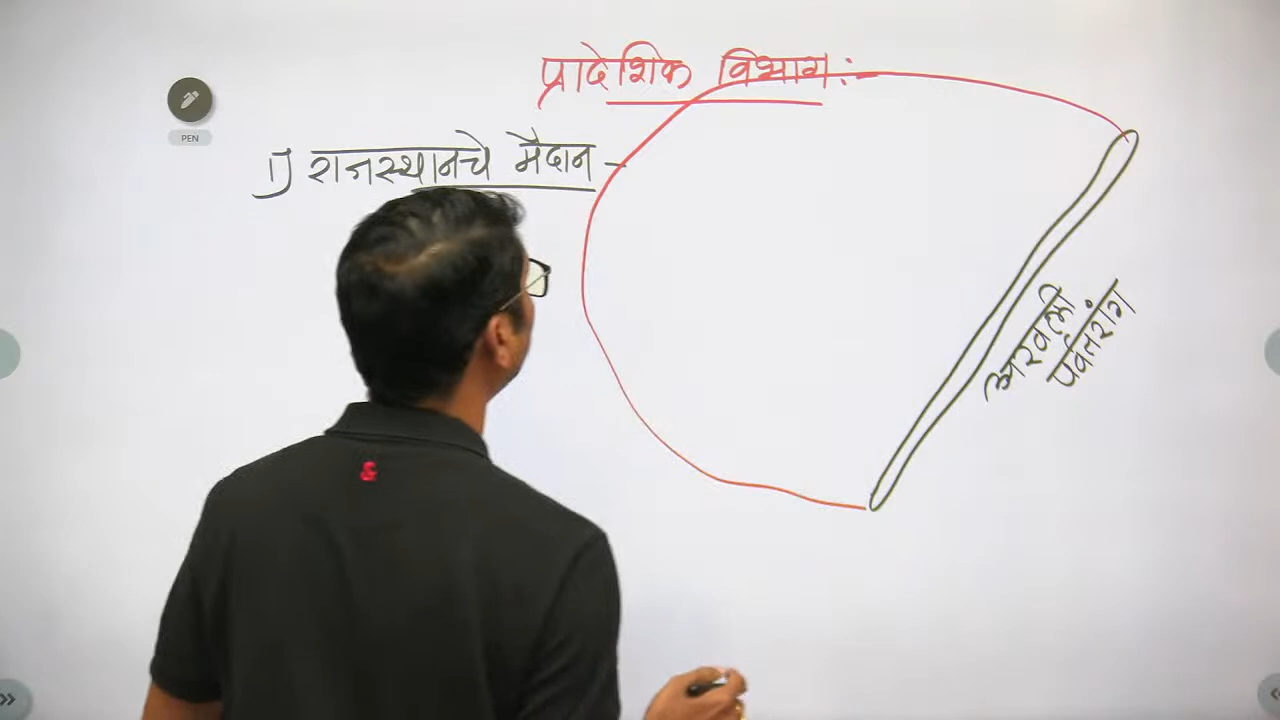 प्रादेशिक विभाग :
PEN
1) राजस्थानचे मैदान -
अरवली
पर्वतरांग